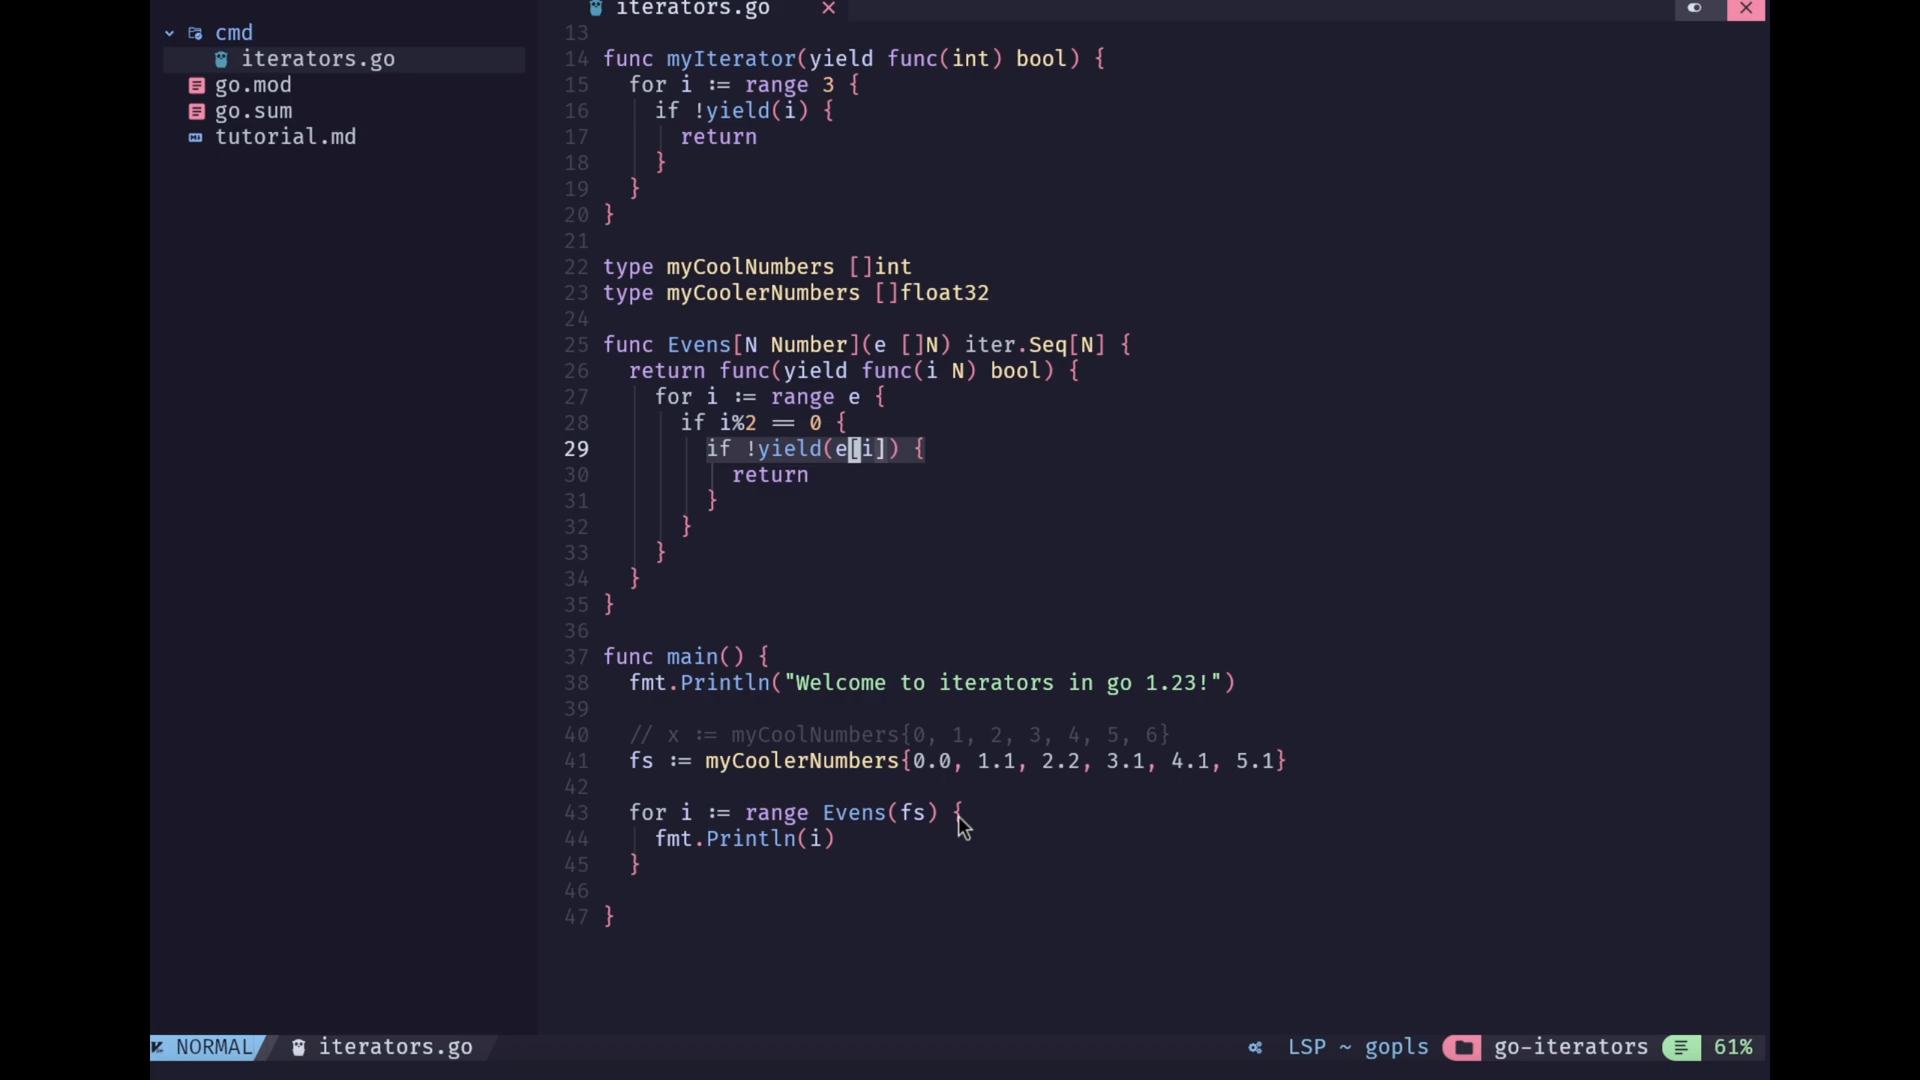 cmd
iterators.go
go.mod
go.sum
tutorial.md
iterators.go
13
14 func myIterator(yield func(int) bool) {
15   for i := range 3 {
16     if !yield(i) {
17       return
18     }
19   }
20 }
21
22 type myCoolNumbers []int
23 type myCoolerNumbers []float32
24
25 func Evens[N Number](e []N) iter.Seq[N] {
26   return func(yield func(i N) bool) {
27     for i := range e {
28       if i%2 == 0 {
29         if !yield(e[i]) {
30           return
31         }
32       }
33     }
34   }
35 }
36
37 func main() {
38   fmt.Println("Welcome to iterators in go 1.23!")
39
40   // x := myCoolNumbers{0, 1, 2, 3, 4, 5, 6}
41   fs := myCoolerNumbers{0.0, 1.1, 2.2, 3.1, 4.1, 5.1}
42
43   for i := range Evens(fs) {
44     fmt.Println(i)
45   }
46
47 }
NORMAL iterators.go LSP ~ gopls go-iterators 61%